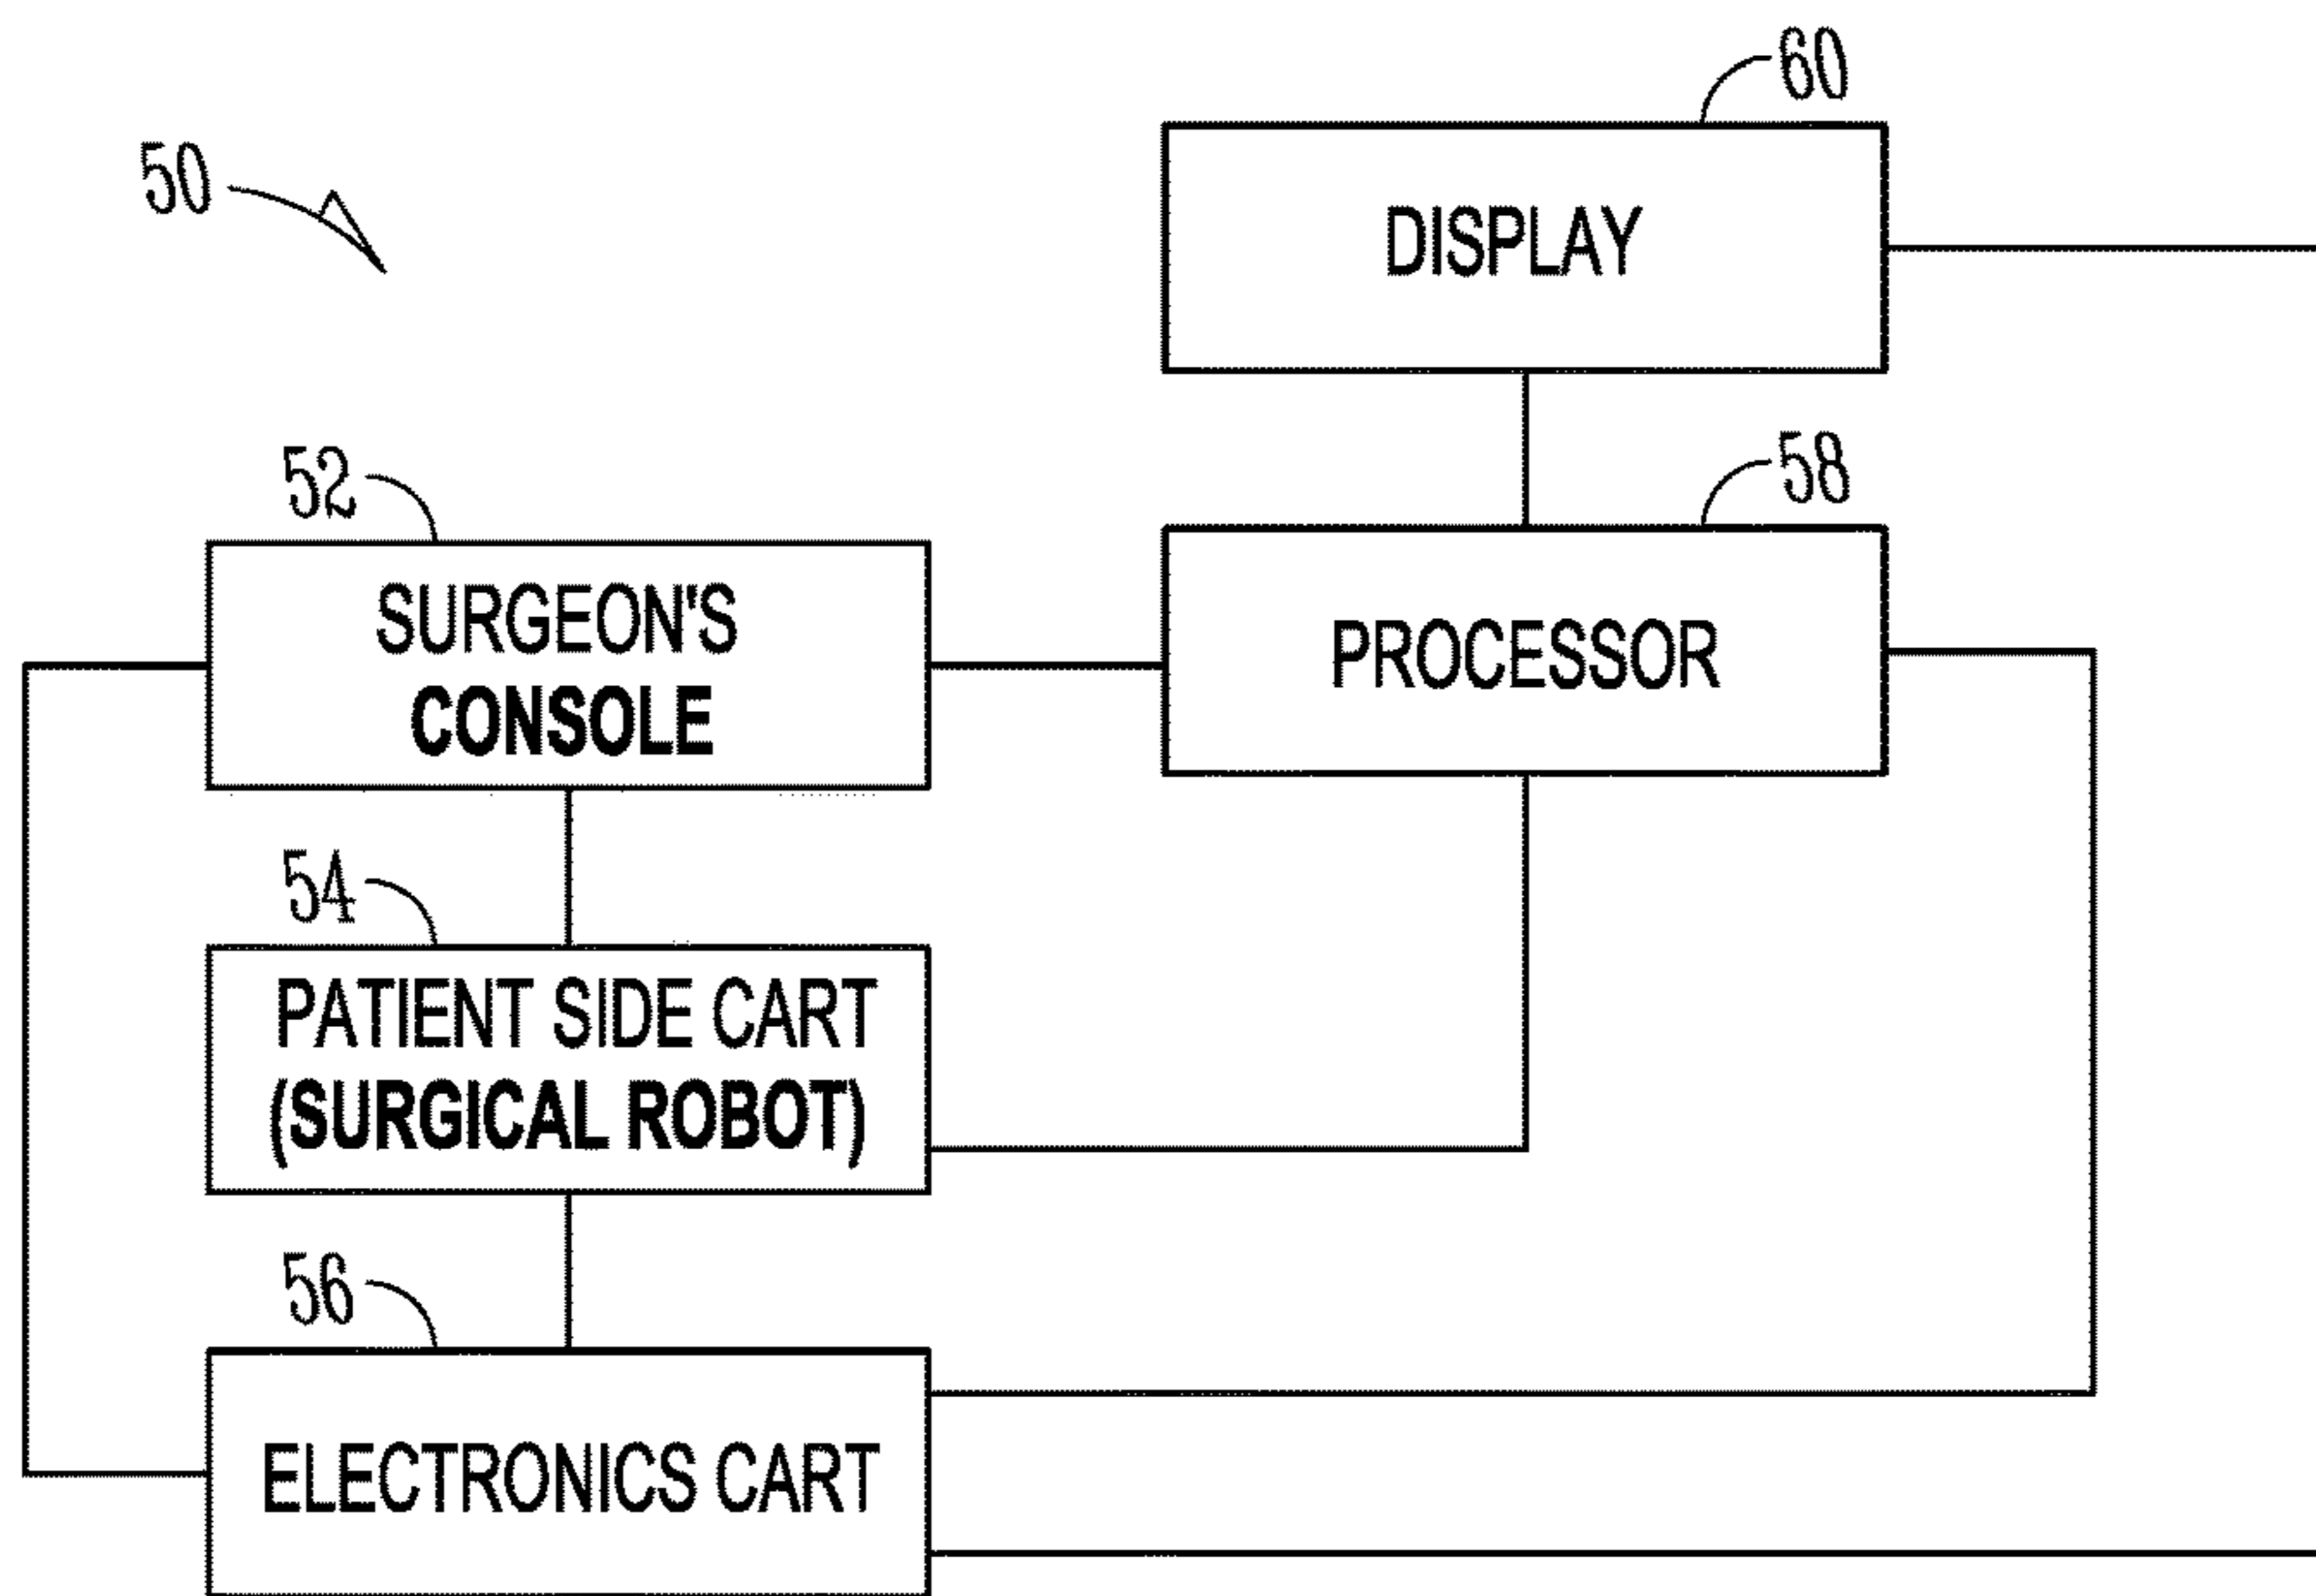 60
50
DISPLAY
52
58
SURGEON'S
CONSOLE
PROCESSOR
54
PATIENT SIDE CART
(SURGICAL ROBOT)
56
ELECTRONICS CART